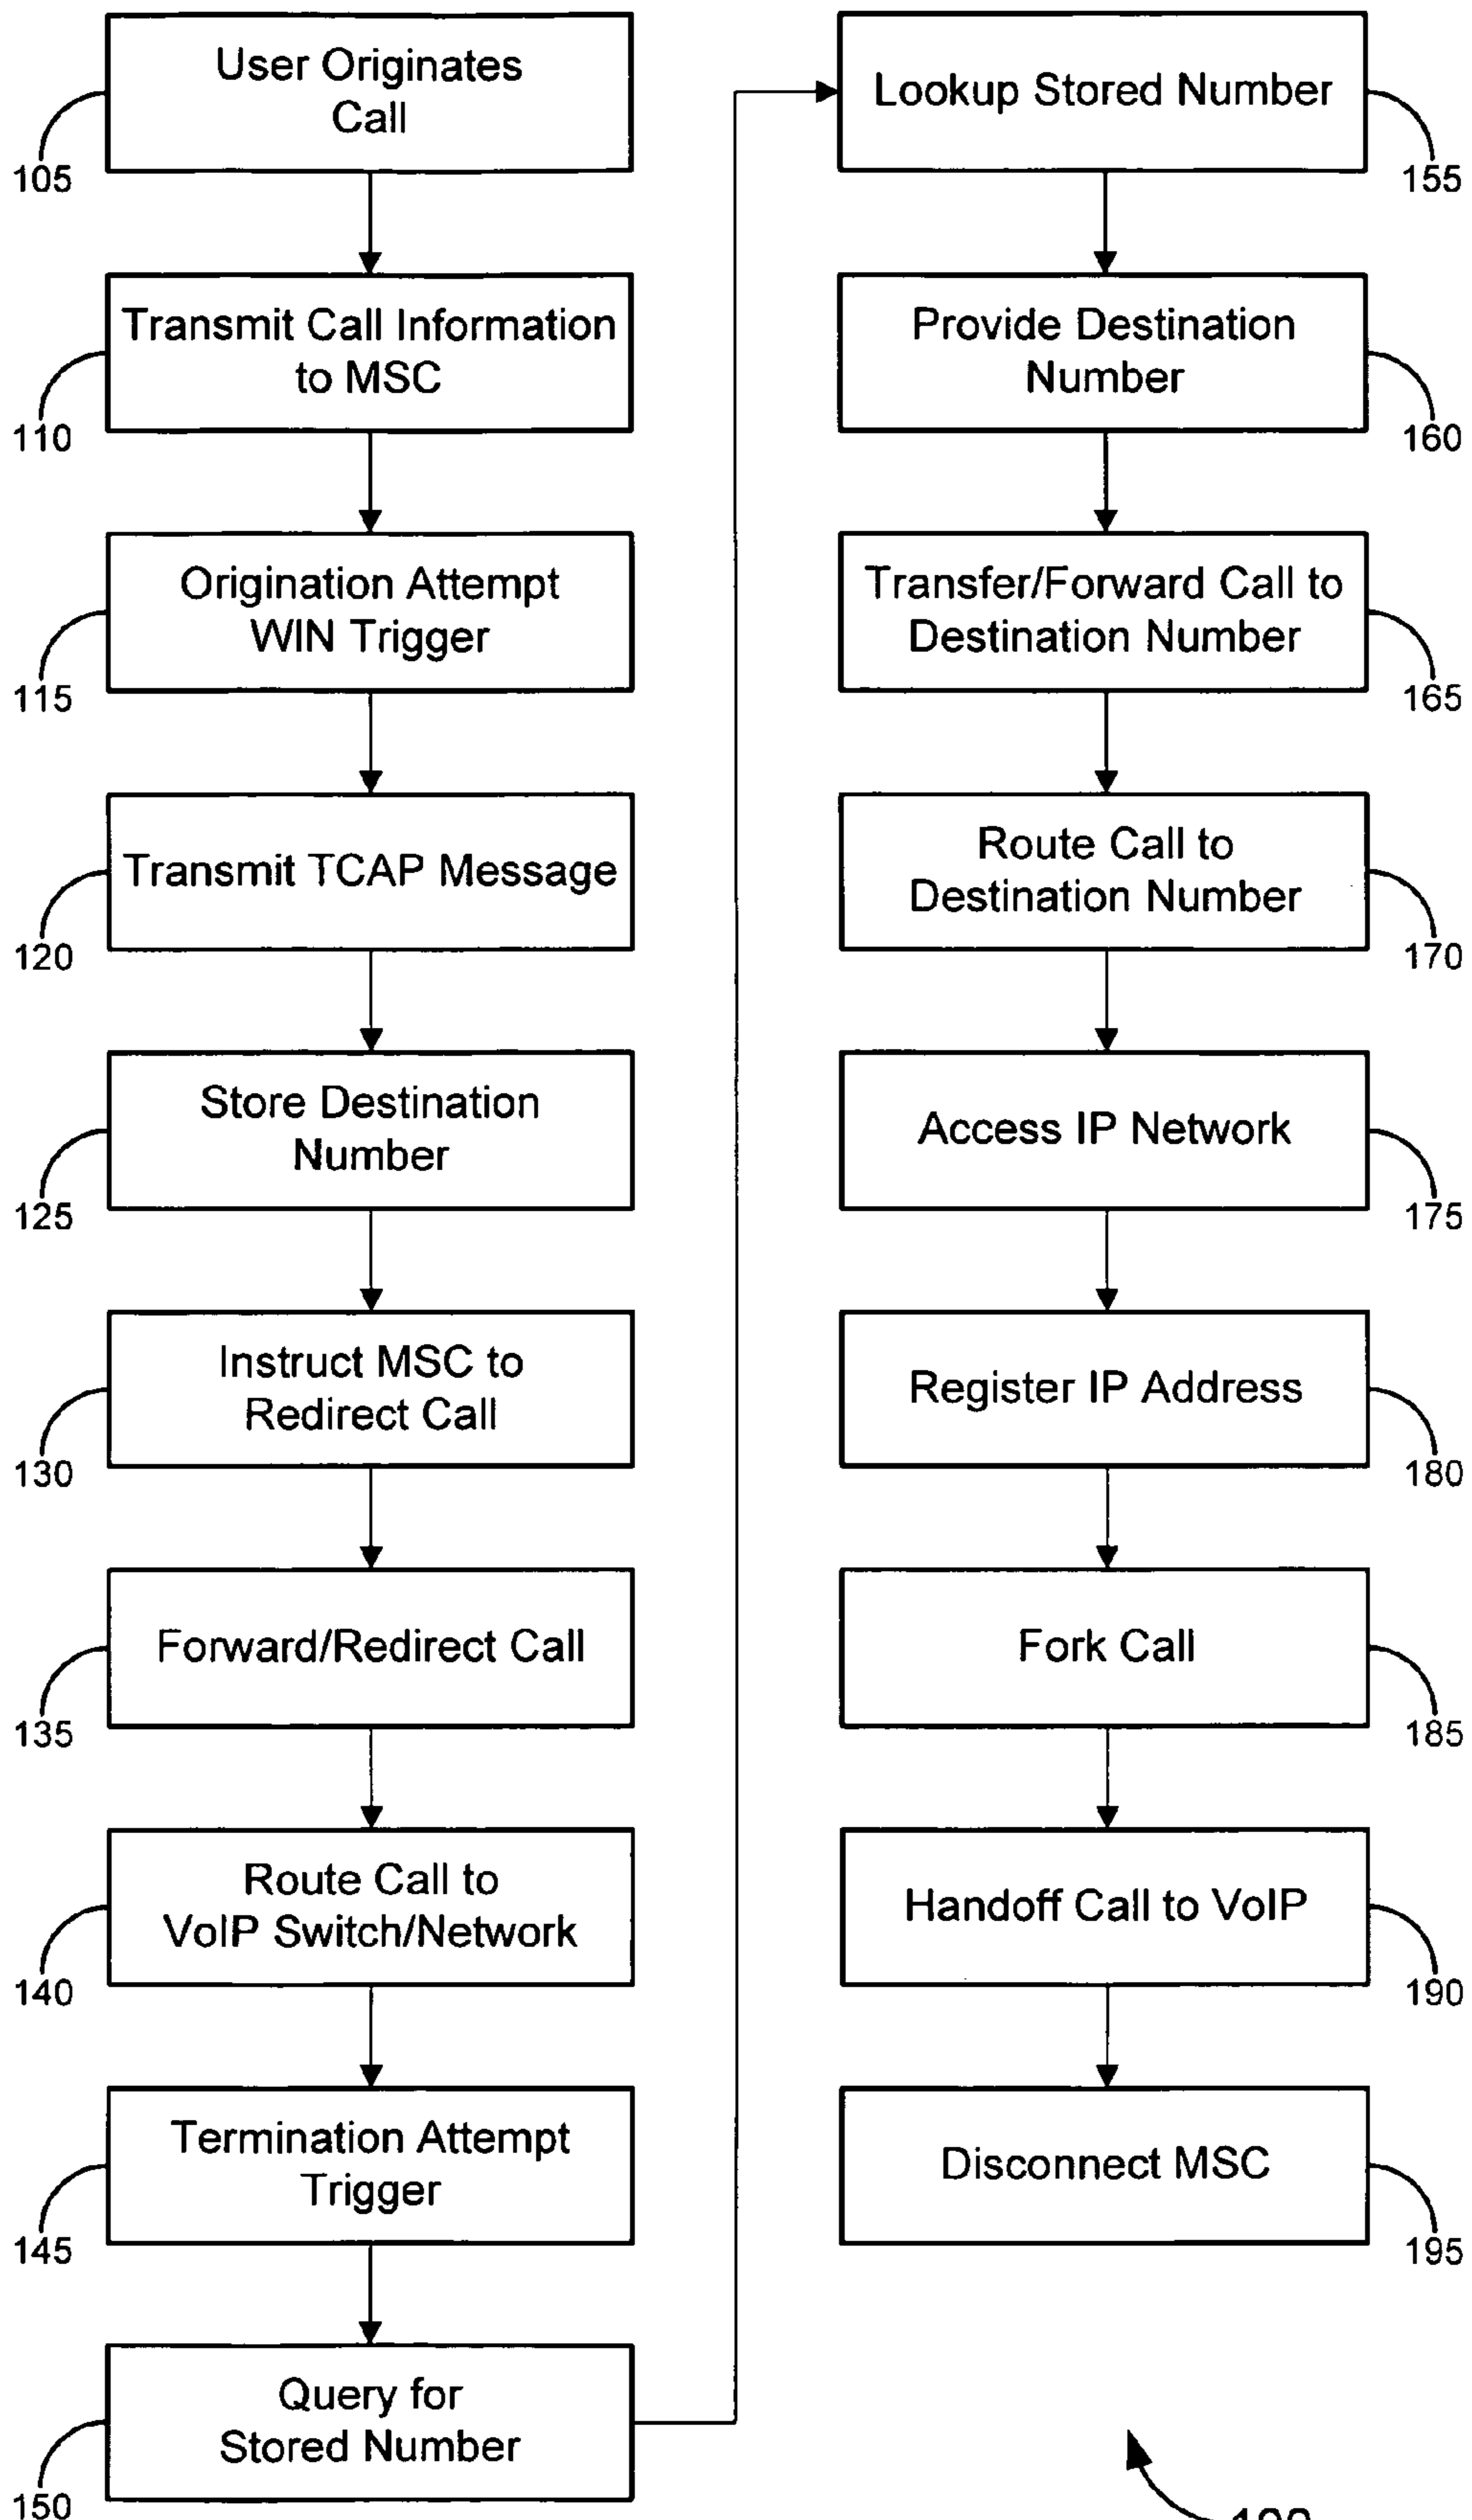 User Originates
Call
105
Transmit Call Information
to MSC
110
Origination Attempt
WIN Trigger
115
Transmit TCAP Message
120
Store Destination
Number
125
Instruct MSC to
Redirect Call
130
Forward/Redirect Call
135
Route Call to
VoIP Switch/Network
140
Termination Attempt
Trigger
145
Query for
Stored Number
150
Lookup Stored Number
155
Provide Destination
Number
160
Transfer/Forward Call to
Destination Number
165
Route Call to
Destination Number
170
Access IP Network
175
Register IP Address
180
Fork Call
185
Handoff Call to VoIP
190
Disconnect MSC
195